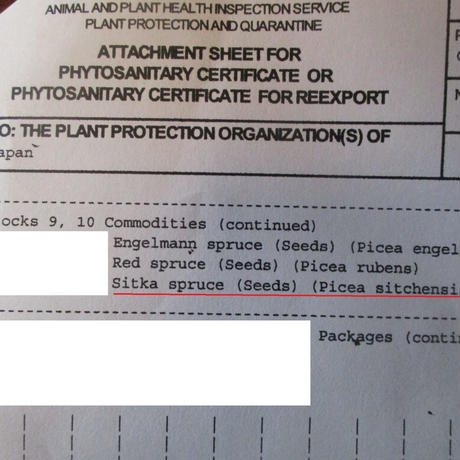 ANIMAL AND PLANT HEALTH INSPECTION SERVICE
PLANT PROTECTION AND QUARANTINE
ATTACHMENT SHEET FOR
PHYTOSANITARY CERTIFICATE OR
PHYTOSANITARY CERTIFICATE FOR REEXPORT
O: THE PLANT PROTECTION ORGANIZATION(S) OF
apan
ocks 9, 10 Commodities (continued)
Engelmann spruce (Seeds) (Picea engel
Red spruce (Seeds) (Picea rubens)
Sitka spruce (Seeds) (Picea sitchensi
Packages (contin